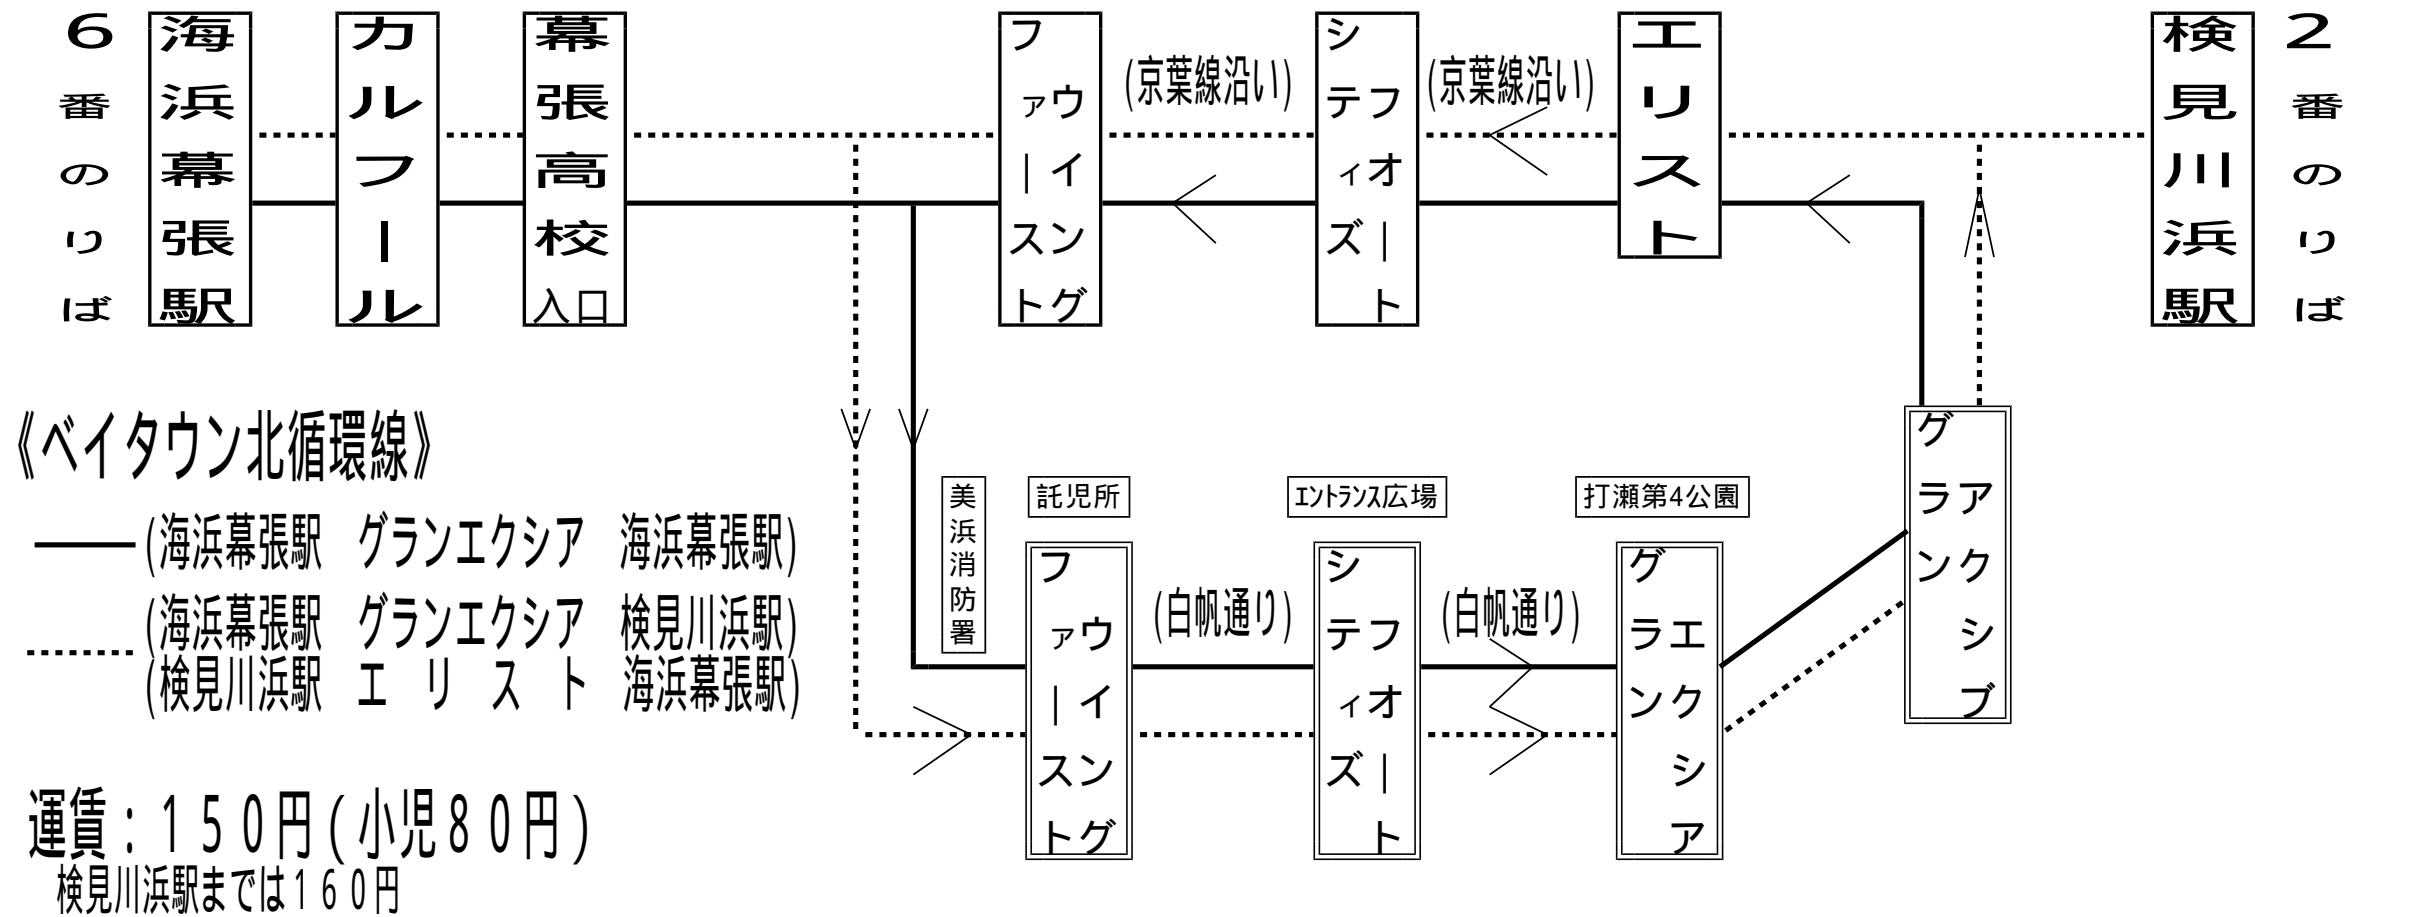 6番のりば
海浜幕張駅
カルフール
幕張高校入口
ファースト
ウイング
(京葉線沿い)
シティズ
フォート
(京葉線沿い)
エリスト
検見川浜駅
2番のりば
《ベイタウン北循環線》
(海浜幕張駅　グランエクシア　海浜幕張駅)
(海浜幕張駅　グランエクシア　検見川浜駅)
(検見川浜駅　エリスト　海浜幕張駅)
運賃：１５０円(小児８０円)
検見川浜駅までは１６０円
美浜消防署
託児所
ファースト
ウイング
(白帆通り)
ｴﾝﾄﾗﾝｽ広場
シティズ
フォート
(白帆通り)
打瀬第4公園
グラン
エクシア
グラン
アクシブ